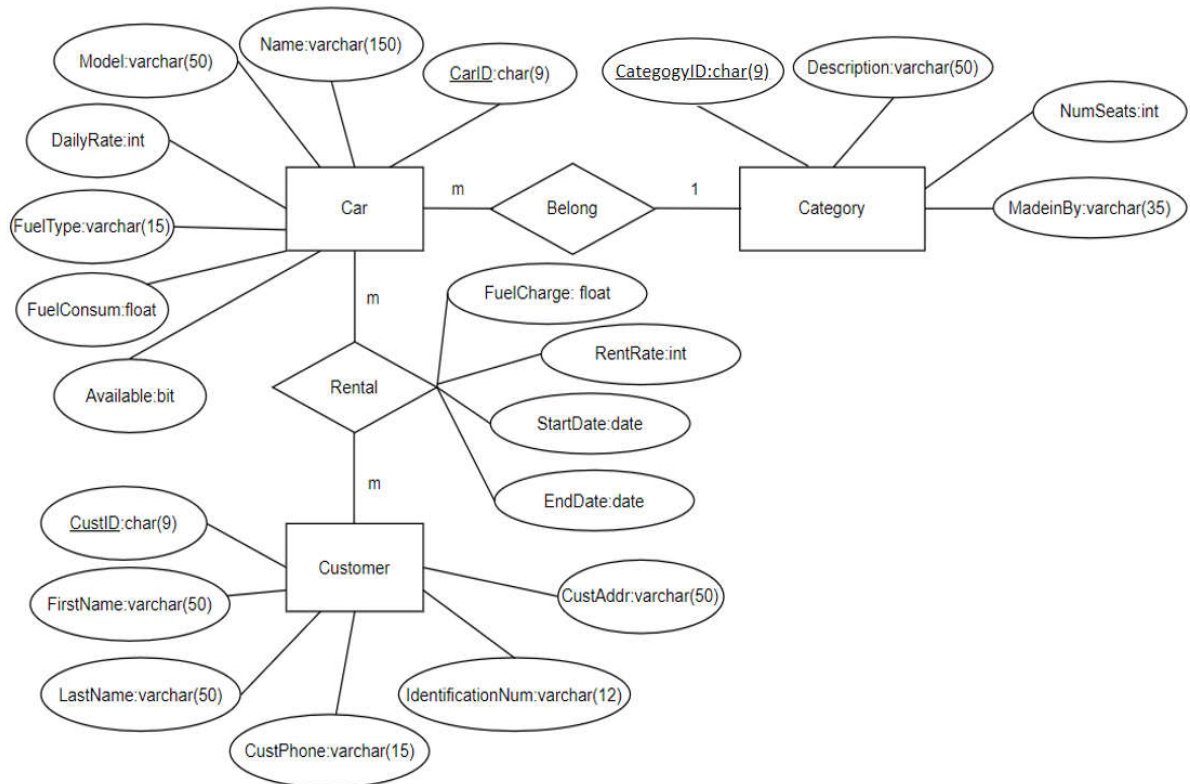 Name:varchar(150)
Model:varchar(50)
CarID:char(9)
CategogyID:char(9)
Description:varchar(50)
NumSeats:int
DailyRate:int
Car
m
Belong
1
Category
MadeinBy:varchar(35)
FuelType:varchar(15)
FuelConsum:float
m
FuelCharge: float
RentRate:int
Available:bit
Rental
StartDate:date
m
EndDate:date
CustID:char(9)
Customer
CustAddr:varchar(50)
FirstName:varchar(50)
LastName:varchar(50)
IdentificationNum:varchar(12)
CustPhone:varchar(15)